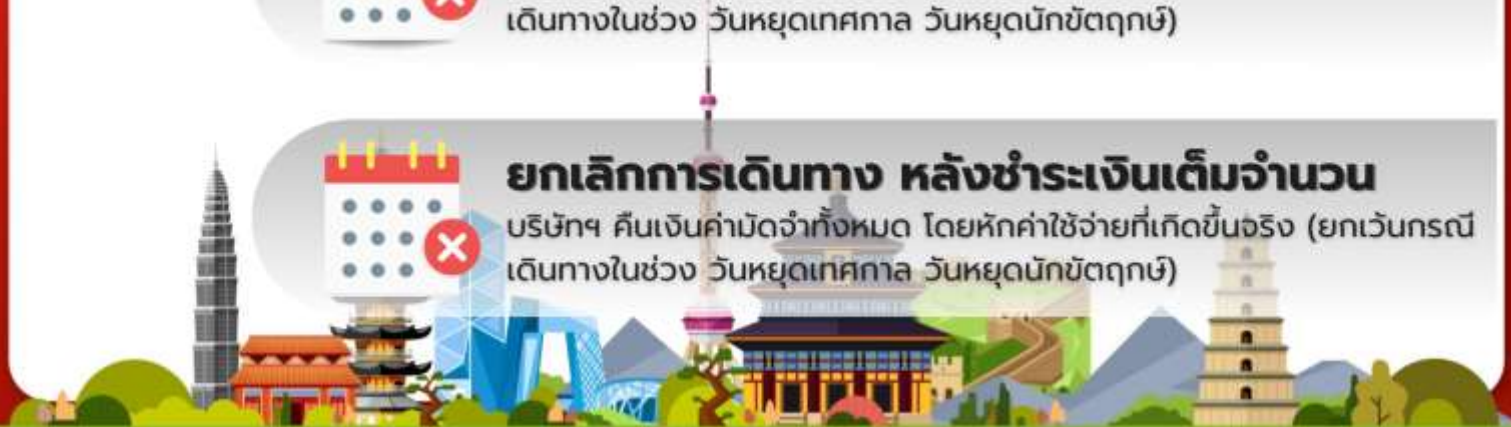 เดินทางในช่วง วันหยุดเทศกาล วันหยุดนักขัตฤกษ์)
ยกเลิกการเดินทาง หลังชำระเงินเต็มจำนวน
บริษัทฯ คืนเงินค่ามัดจำทั้งหมด โดยหักค่าใช้จ่ายที่เกิดขึ้นจริง (ยกเว้นกรณี
เดินทางในช่วง วันหยุดเทศกาล วันหยุดนักขัตฤกษ์)